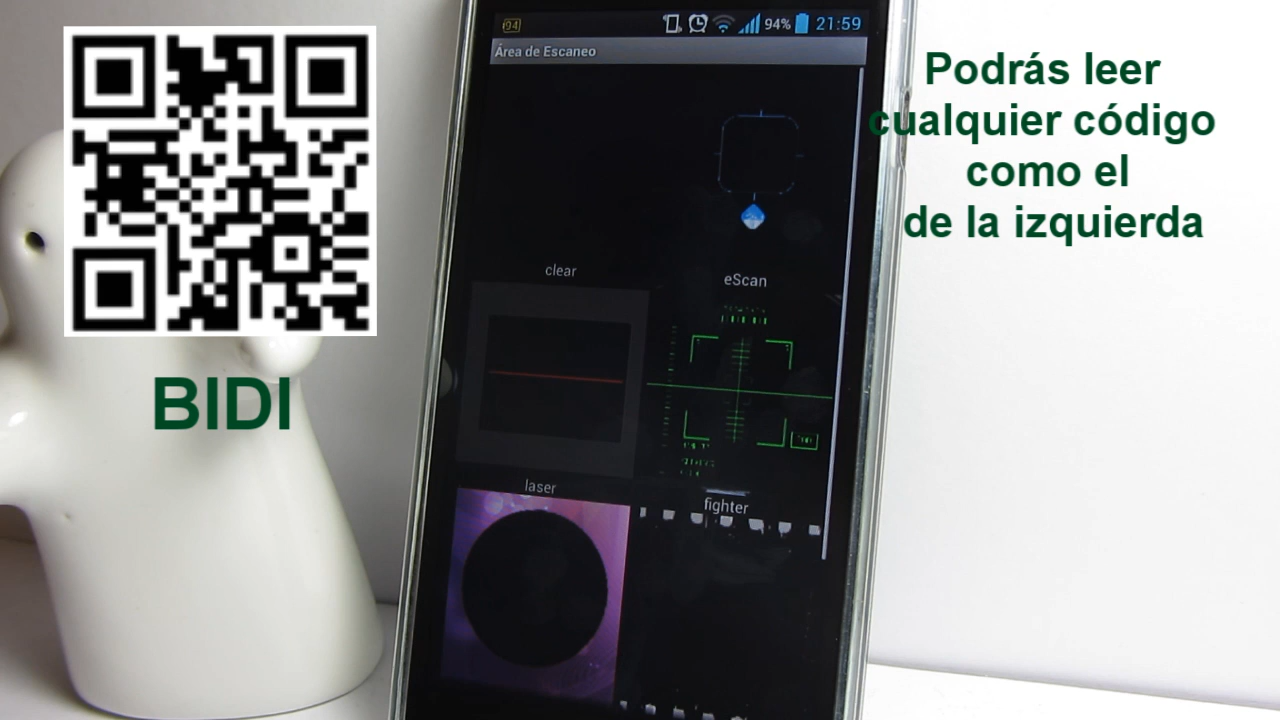 94
94%
21:59
Área de Escaneo
Podrás leer
cualquier código
como el
de la izquierda
clear
eScan
BIDI
laser
fighter